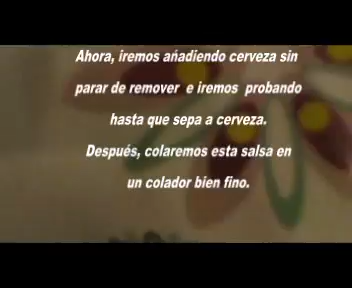 Ahora, iremos añadiendo cerveza sin
parar de remover e iremos probando
hasta que sepa a cerveza.
Después, colaremos esta salsa en
un colador bien fino.